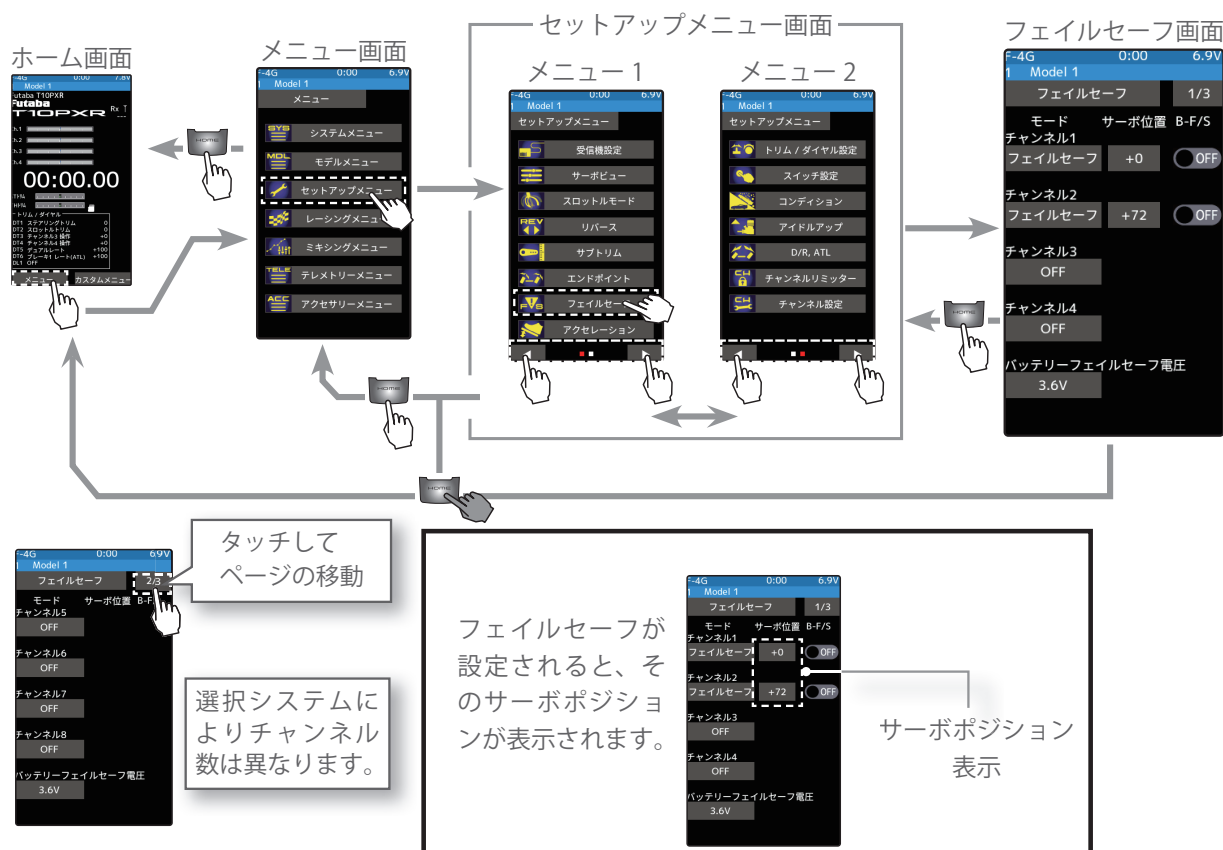 ホーム画面
メニュー画面
セットアップメニュー画面
メニュー 1
メニュー 2
フェイルセーフ画面
-4G 0:00 7.8V
Model 1
Futaba T10PXR
Futaba
T10PXR
Rx
h.1
h.2
h.3
h.4
00:00.00
トリム / ダイヤル
DT1 ステアリングトリム 0
DT2 スロットルトリム 0
DT3 チャンネル3 操作 +0
DT4 チャンネル4 操作 +0
DT5 デュアルレート +100
DT6 ブレーキ1 レート(ATL) +100
DL1 OFF
メニュー カスタムメニュー
HOME
F-4G 0:00 6.9V
1 Model 1
メニュー
SYS システムメニュー
MDL モデルメニュー
セットアップメニュー
レーシングメニュー
ミキシングメニュー
TELE テレメトリーメニュー
ACC アクセサリーメニュー
F-4G 0:00 6.9V
1 Model 1
セットアップメニュー
受信機設定
サーボビュー
スロットルモード
REV リバース
サブトリム
エンドポイント
F/S フェイルセー
アクセレーション
-4G 0:00 6.9V
Model 1
セットアップメニュー
トリム / ダイヤル設定
スイッチ設定
コンディション
アイドルアップ
D/R, ATL
CH チャンネルリミッター
CH チャンネル設定
F-4G 0:00 6.9V
1 Model 1
フェイルセーフ 1/3
モード サーボ位置 B-F/S
チャンネル1
フェイルセーフ +0 OFF
チャンネル2
フェイルセーフ +72 OFF
チャンネル3
OFF
チャンネル4
OFF
バッテリーフェイルセーフ電圧
3.6V
HOME
HOME
HOME
F-4G 0:00 6.9V
1 Model 1
フェイルセーフ 2/3
モード サーボ位置 B-F/
チャンネル5
OFF
チャンネル6
OFF
チャンネル7
OFF
チャンネル8
OFF
バッテリーフェイルセーフ電圧
3.6V
タッチして
ページの移動
選択システムに
よりチャンネル
数は異なります。
フェイルセーフが
設定されると、そ
のサーボポジショ
ンが表示されます。
F-4G 0:00 6.9V
1 Model 1
フェイルセーフ 1/3
モード サーボ位置 B-F/S
チャンネル1
フェイルセーフ +0 OFF
チャンネル2
フェイルセーフ +72 OFF
チャンネル3
OFF
チャンネル4
OFF
バッテリーフェイルセーフ電圧
3.6V
サーボポジション
表示